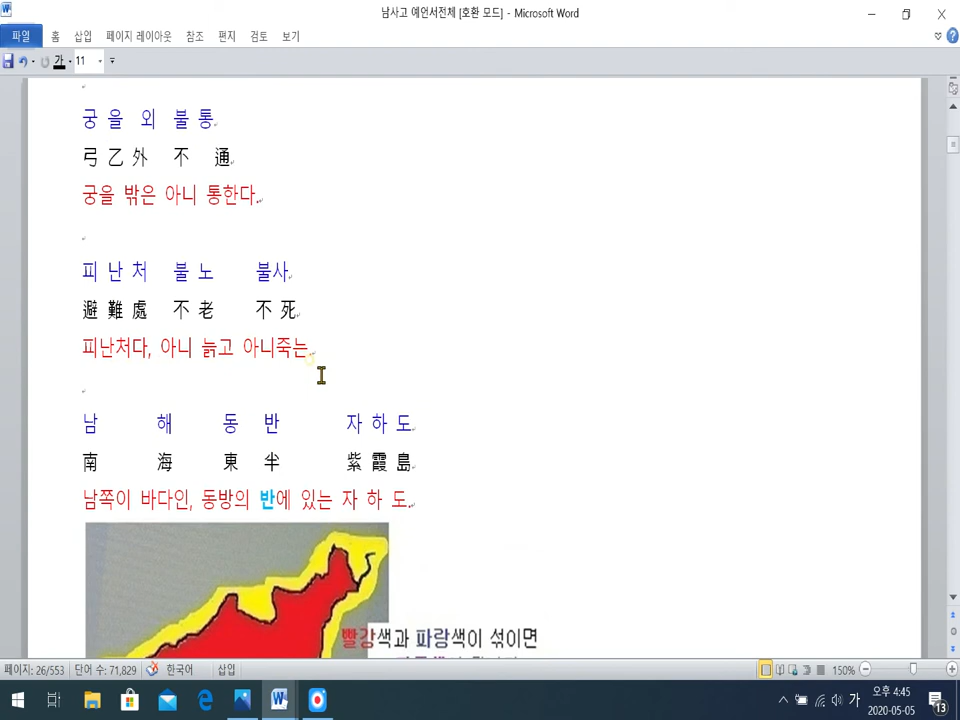 남사고 예언서전체 [호환 모드] - Microsoft Word
파일 홈 삽입 페이지 레이아웃 참조 편지 검토 보기
가 11
궁 을 외 불 통
弓 乙 外 不 通
궁을 밖은 아니 통한다.
피 난 처 불 노 불사
避 難 處 不 老 不 死
피난처다, 아니 늙고 아니죽는
남 해 동 반 자 하 도
南 海 東 半 紫 霞 島
남쪽이 바다인, 동방의 반에 있는 자 하 도.
빨강색과 파랑색이 섞이면
페이지: 26/553 단어 수: 71,829 한국어 삽입 150%
가 오후 4:45
2020-05-05 13